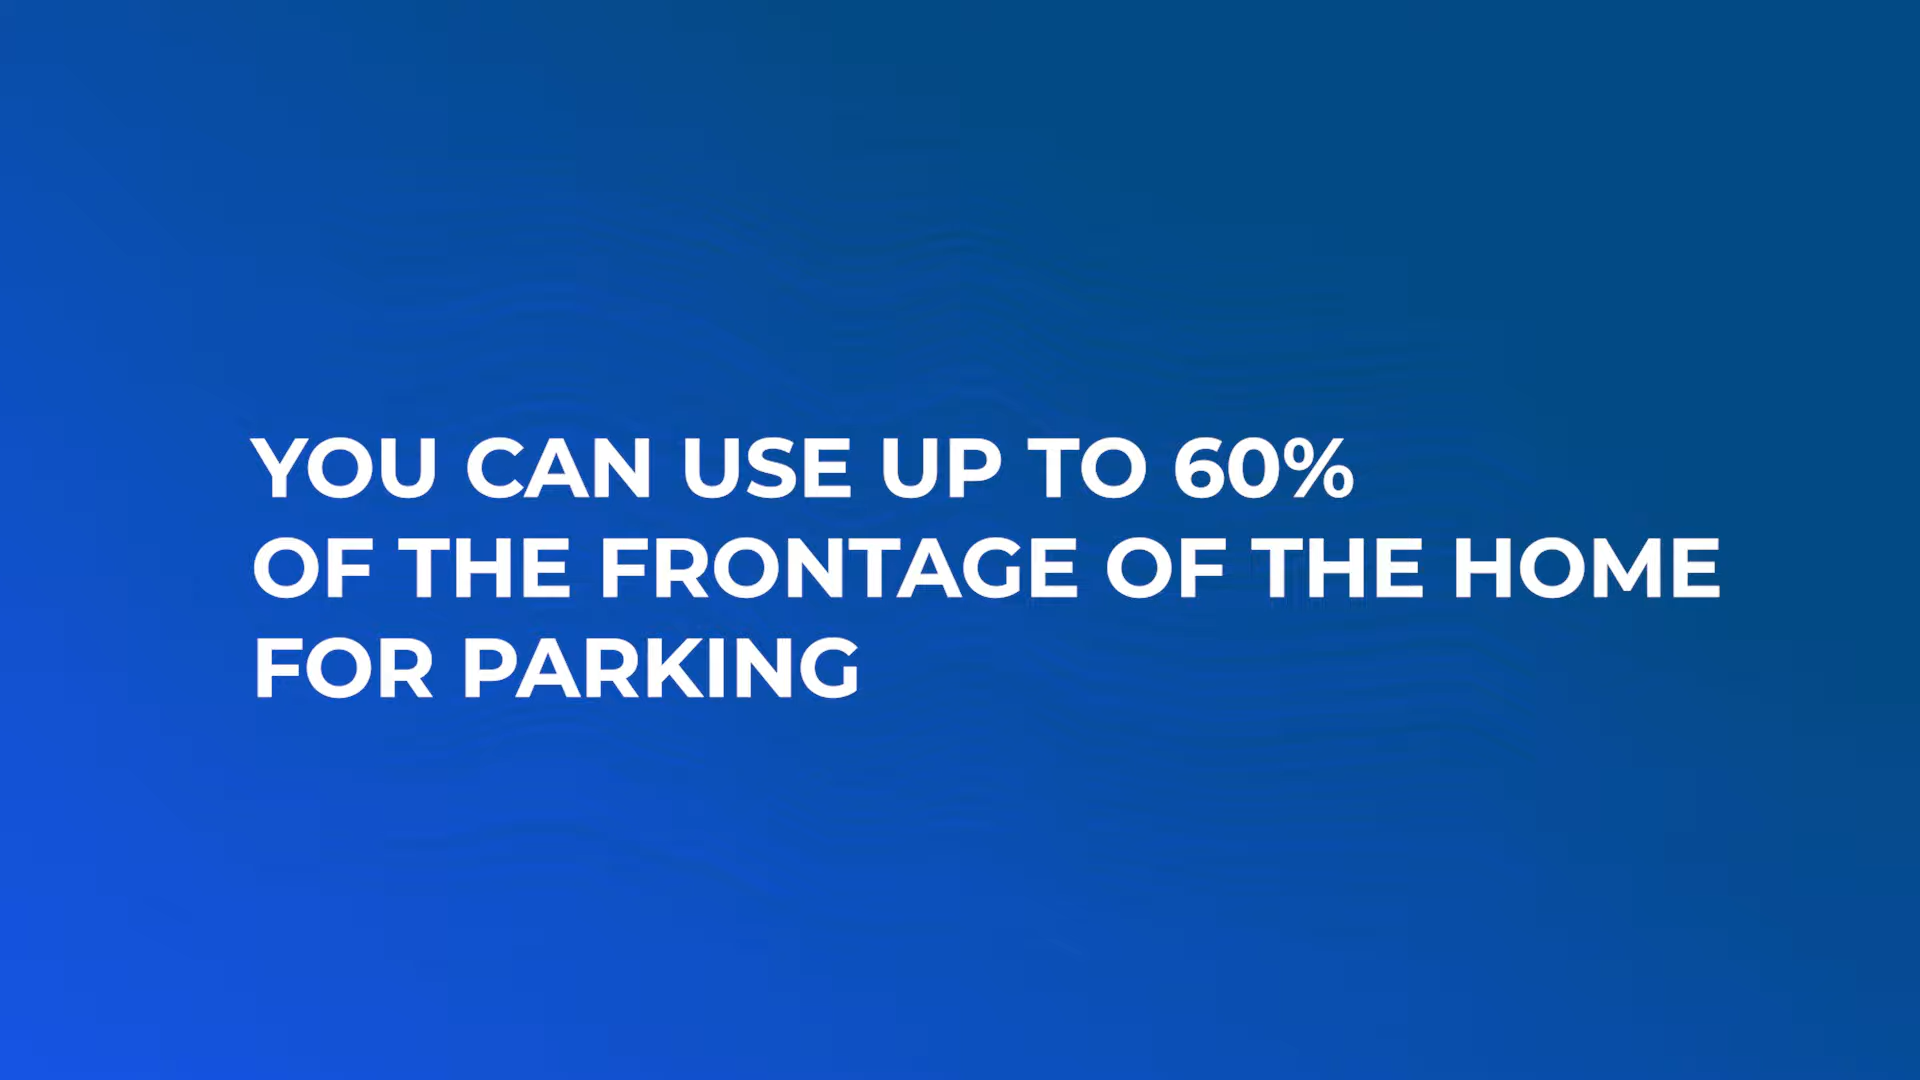 YOU CAN USE UP TO 60%
OF THE FRONTAGE OF THE HOME
FOR PARKING